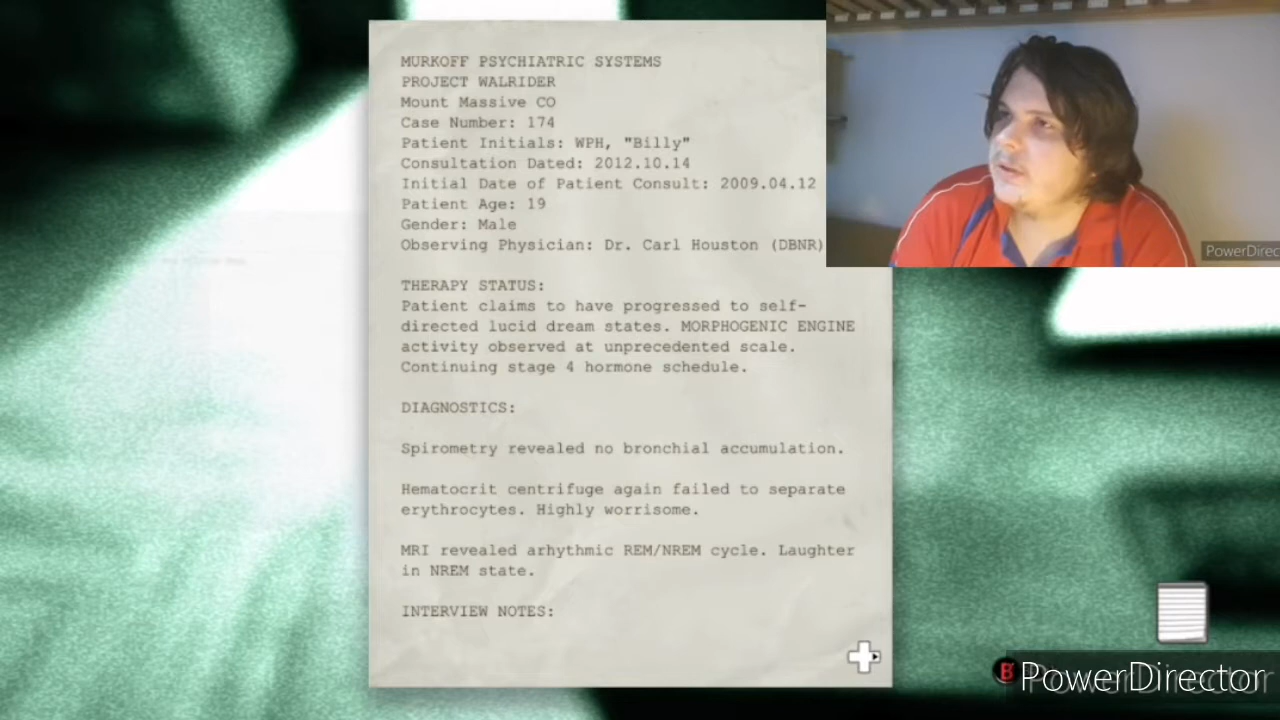 MURKOFF PSYCHIATRIC SYSTEMS
PROJECT WALRIDER
Mount Massive CO
Case Number: 174
Patient Initials: WPH, "Billy"
Consultation Dated: 2012.10.14
Initial Date of Patient Consult: 2009.04.12
Patient Age: 19
Gender: Male
Observing Physician: Dr. Carl Houston (DBNR)
THERAPY STATUS:
Patient claims to have progressed to self-
directed lucid dream states. MORPHOGENIC ENGINE
activity observed at unprecedented scale.
Continuing stage 4 hormone schedule.
DIAGNOSTICS:
Spirometry revealed no bronchial accumulation.
Hematocrit centrifuge again failed to separate
erythrocytes. Highly worrisome.
MRI revealed arhythmic REM/NREM cycle. Laughter
in NREM state.
INTERVIEW NOTES:
PowerDirec
B
PowerDirector
PowerDirector